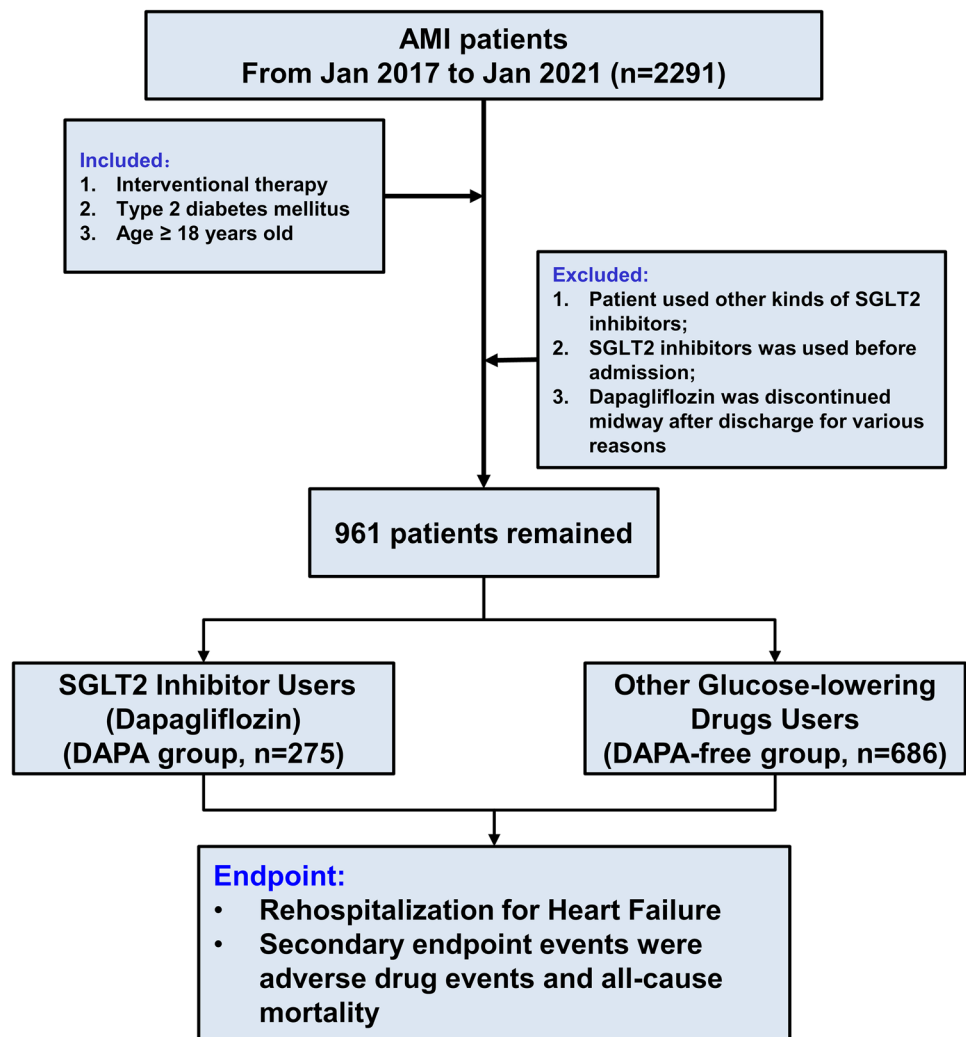 AMI patients
From Jan 2017 to Jan 2021 (n=2291)
Included：
1. Interventional therapy
2. Type 2 diabetes mellitus
3. Age ≥ 18 years old
Excluded:
1. Patient used other kinds of SGLT2
inhibitors;
2. SGLT2 inhibitors was used before
admission;
3. Dapagliflozin was discontinued
midway after discharge for various
reasons
961 patients remained
SGLT2 Inhibitor Users
(Dapagliflozin)
(DAPA group, n=275)
Other Glucose-lowering
Drugs Users
(DAPA-free group, n=686)
Endpoint:
• Rehospitalization for Heart Failure
• Secondary endpoint events were
adverse drug events and all-cause
mortality